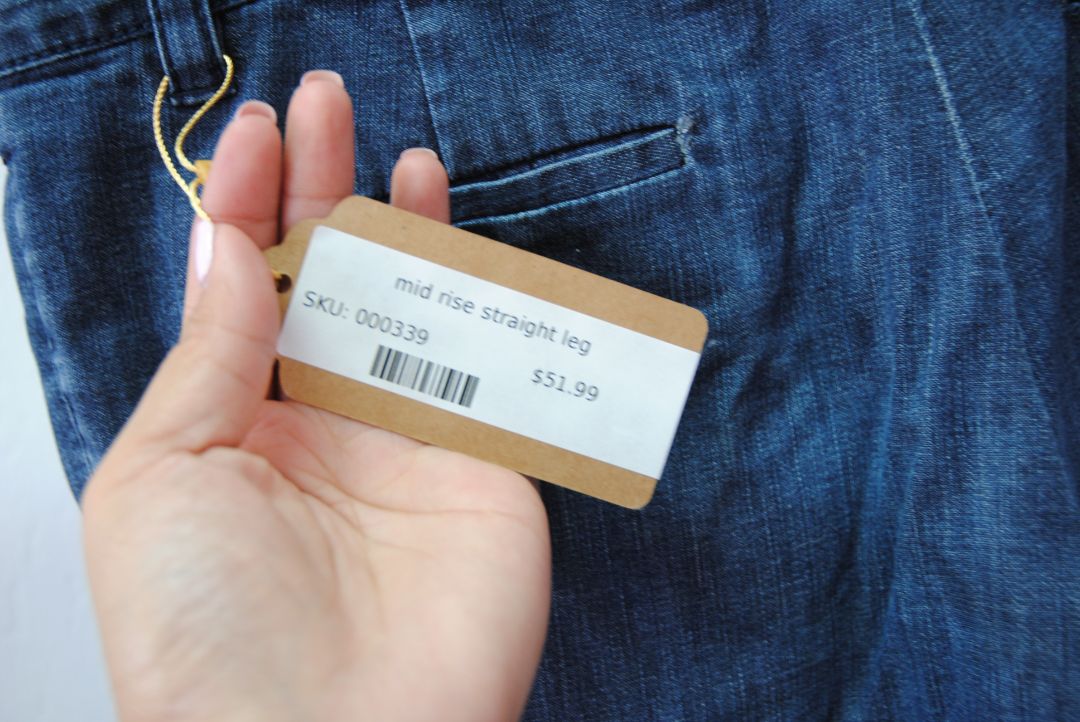 mid rise straight leg
SKU: 000339
$51.99